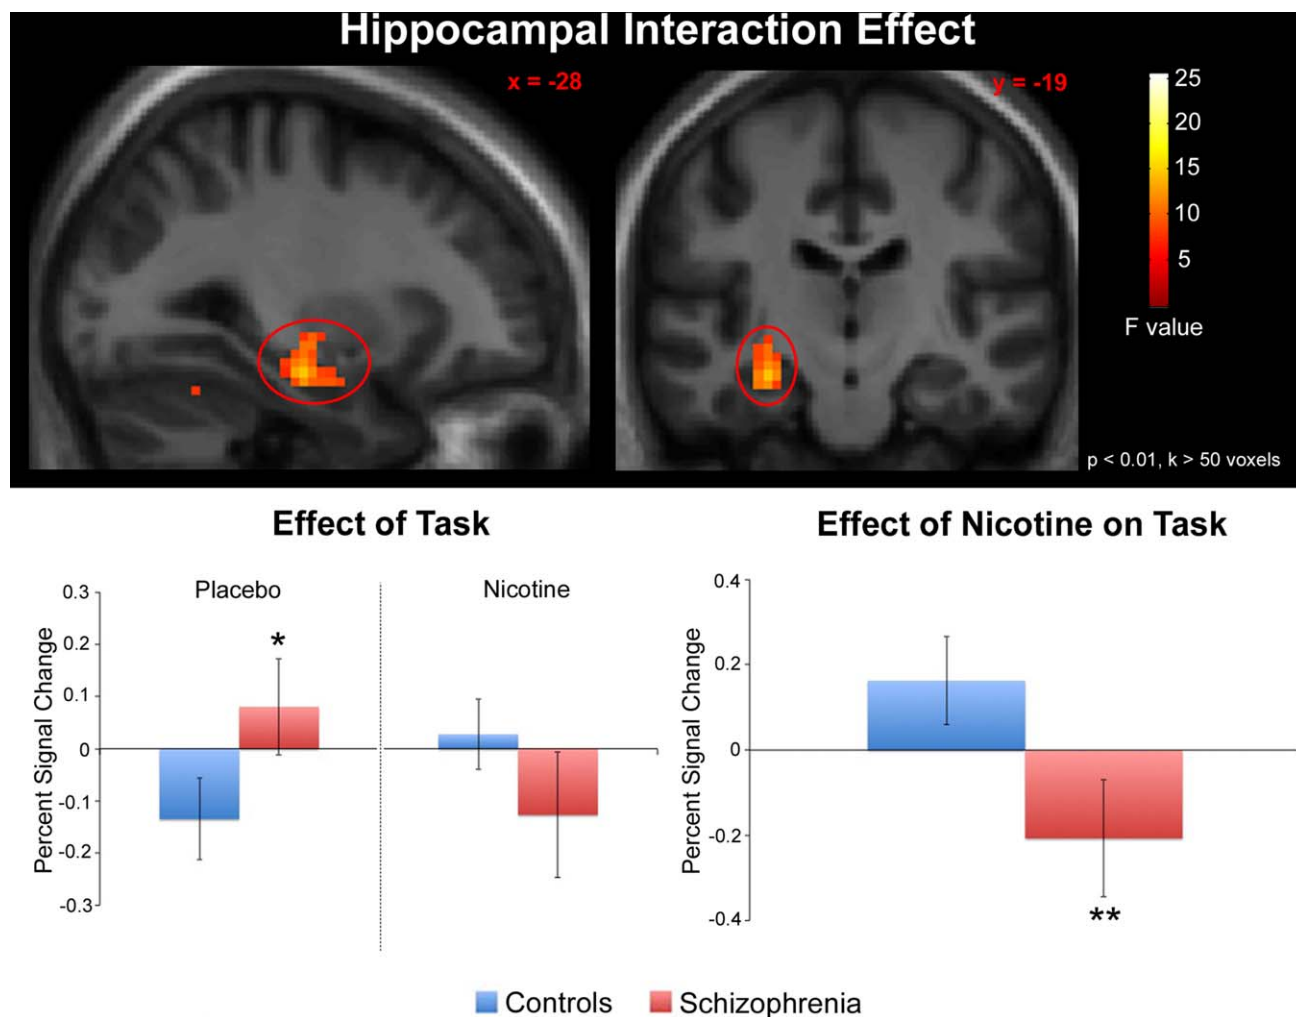 Hippocampal Interaction Effect
x = -28
y = -19
25
20
15
10
5
F value
p < 0.01, k > 50 voxels
Effect of Task
Placebo
Nicotine
Percent Signal Change
0.3
0.2
0.1
0
-0.1
-0.2
-0.3
*
Effect of Nicotine on Task
Percent Signal Change
0.4
0.2
0
-0.2
-0.4
**
Controls
Schizophrenia